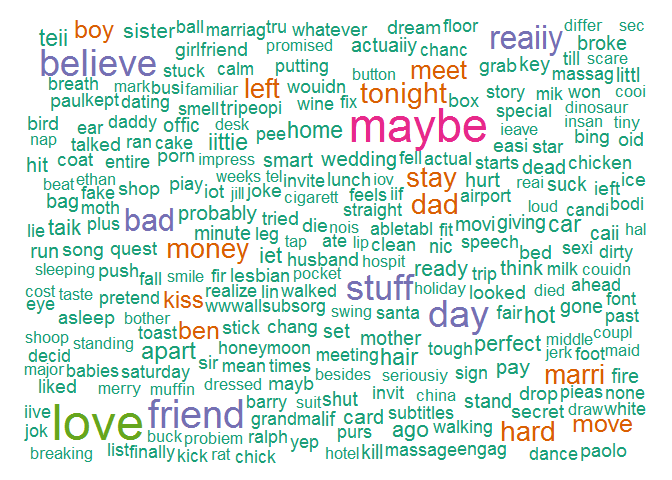 teii boy sister ball marriag tru whatever dream floor differ sec
believe girlfriend promised actuaiiy chanc reaiiy broke
stuck calm putting meet grab key till scare
breath mark busi familiar left wouidn button tonight massag littl
paul kept dating smell trip eopi wine fix box story mik won cooi
bird ear daddy offic desk pee home maybe special dinosaur
nap talked ran cake iittie ieave insan tiny
hit coat entire porn impress smart wedding fell actual easi star bing oid
beat ethan weeks tel invite lunch iov stay starts dead chicken
bag fake shop piay iot jill joke cigarett feels iif hurt reai suck ieft ice
moth probably tried straight dad airport loud candi bodi
lie taik plus bad minute leg die nois abletabl fit movi giving car caii hal
run song quest money tap ate lip clean nic speech bed sexi dirty
sleeping push fall smile fir lesbian iet husband hospit ready trip think milk couidn
cost taste pretend kiss realize lin walked pocket stuff holiday looked died ahead
eye wwwallsubsorg swing santa day fair hot gone font past
asleep bother toast ben stick chang set mother perfect middle coupl
shoop standing apart honeymoon meeting hair tough jerk foot maid
decid major babies saturday sir mean times besides seriousiy sign pay marri fire
liked merry muffin dressed mayb invit china stand drop pieas none
iive love friend barry suit shut card subtitles secret draw white
jok grandmalif purs ago walking hard move
buck probiem ralph yep
breaking list finally kick rat chick hotel kill massageengag dance paolo